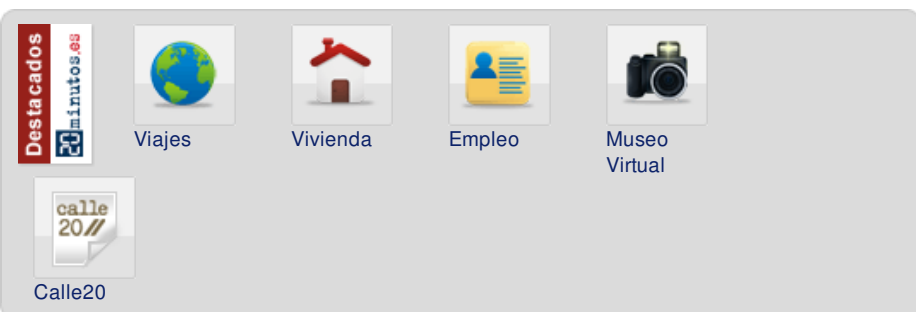 Destacados
20minutos.es
Viajes
Vivienda
Empleo
Museo
Virtual
calle
20//
Calle20